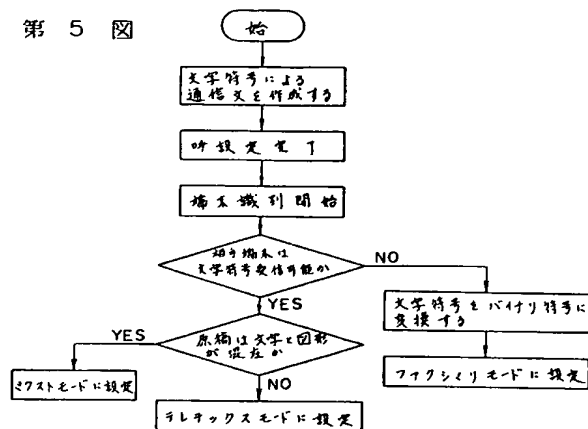 第5図
始
文字符号による
通信文を作成する
呼設定完了
端末識別開始
相手端末は
文字符号受信可能か
NO
YES
文字符号をバイナリ符号に
変換する
原稿は文字と図形
が混在か
YES
NO
ファクシミリモードに設定
ミクストモードに設定
テレテックスモードに設定